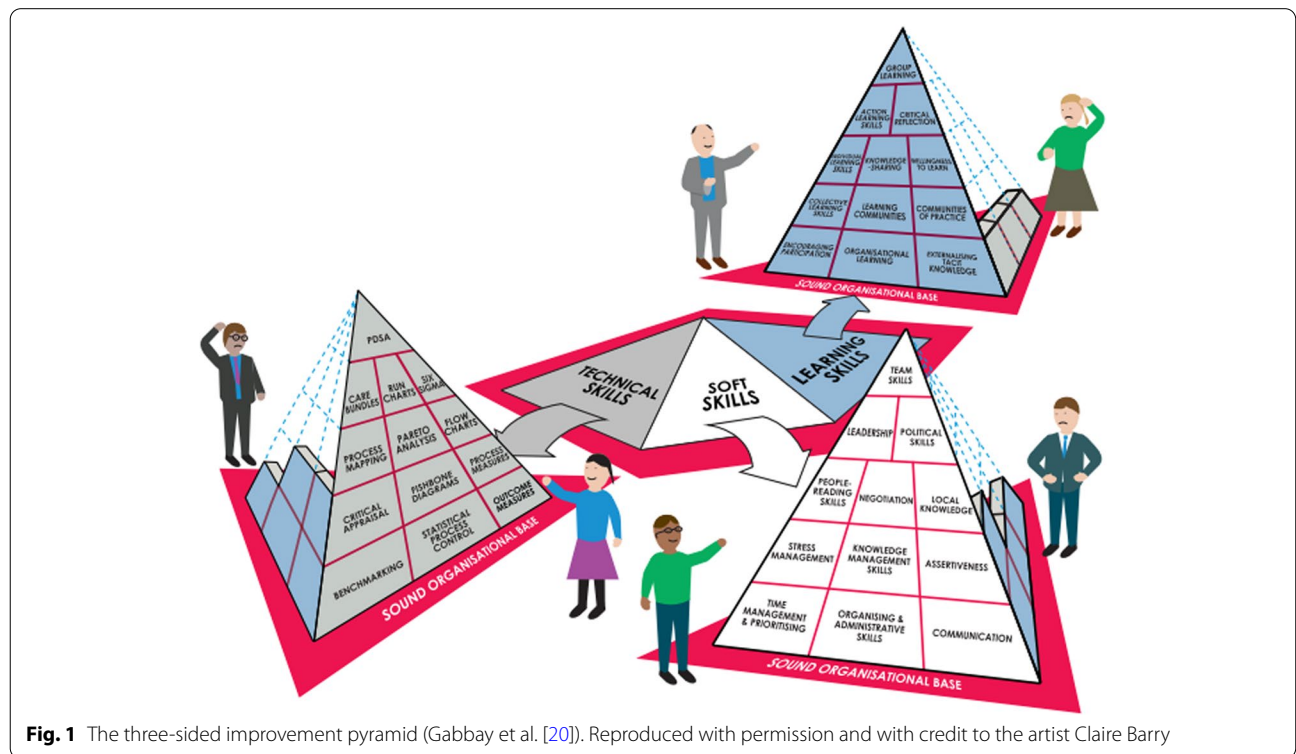 GROUP
LEARNING
ACTION
LEARNING
SKILLS
CRITICAL
REFLECTION
INDIVIDUAL
LEARNING
SKILLS
KNOWLEDGE
-SHARING
WILLINGNESS
TO LEARN
COLLECTIVE
LEARNING
SKILLS
LEARNING
COMMUNITIES
COMMUNITIES
OF PRACTICE
ENCOURAGING
PARTICIPATION
ORGANISATIONAL
LEARNING
EXTERNALISING
TACIT
KNOWLEDGE
SOUND ORGANISATIONAL BASE
TECHNICAL
SKILLS
SOFT
SKILLS
LEARNING
SKILLS
PDSA
CARE
BUNDLES
RUN
CHARTS
SIX
SIGMA
PROCESS
MAPPING
PARETO
ANALYSIS
FLOW
CHARTS
CRITICAL
APPRAISAL
FISHBONE
DIAGRAMS
PROCESS
MEASURES
BENCHMARKING
STATISTICAL
PROCESS
CONTROL
OUTCOME
MEASURES
SOUND ORGANISATIONAL BASE
TEAM
SKILLS
LEADERSHIP
POLITICAL
SKILLS
PEOPLE-
READING
SKILLS
NEGOTIATION
LOCAL
KNOWLEDGE
STRESS
MANAGEMENT
KNOWLEDGE
MANAGEMENT
SKILLS
ASSERTIVENESS
TIME
MANAGEMENT
& PRIORITISING
ORGANISING &
ADMINISTRATIVE
SKILLS
COMMUNICATION
SOUND ORGANISATIONAL BASE
Fig. 1 The three-sided improvement pyramid (Gabbay et al. [20]). Reproduced with permission and with credit to the artist Claire Barry